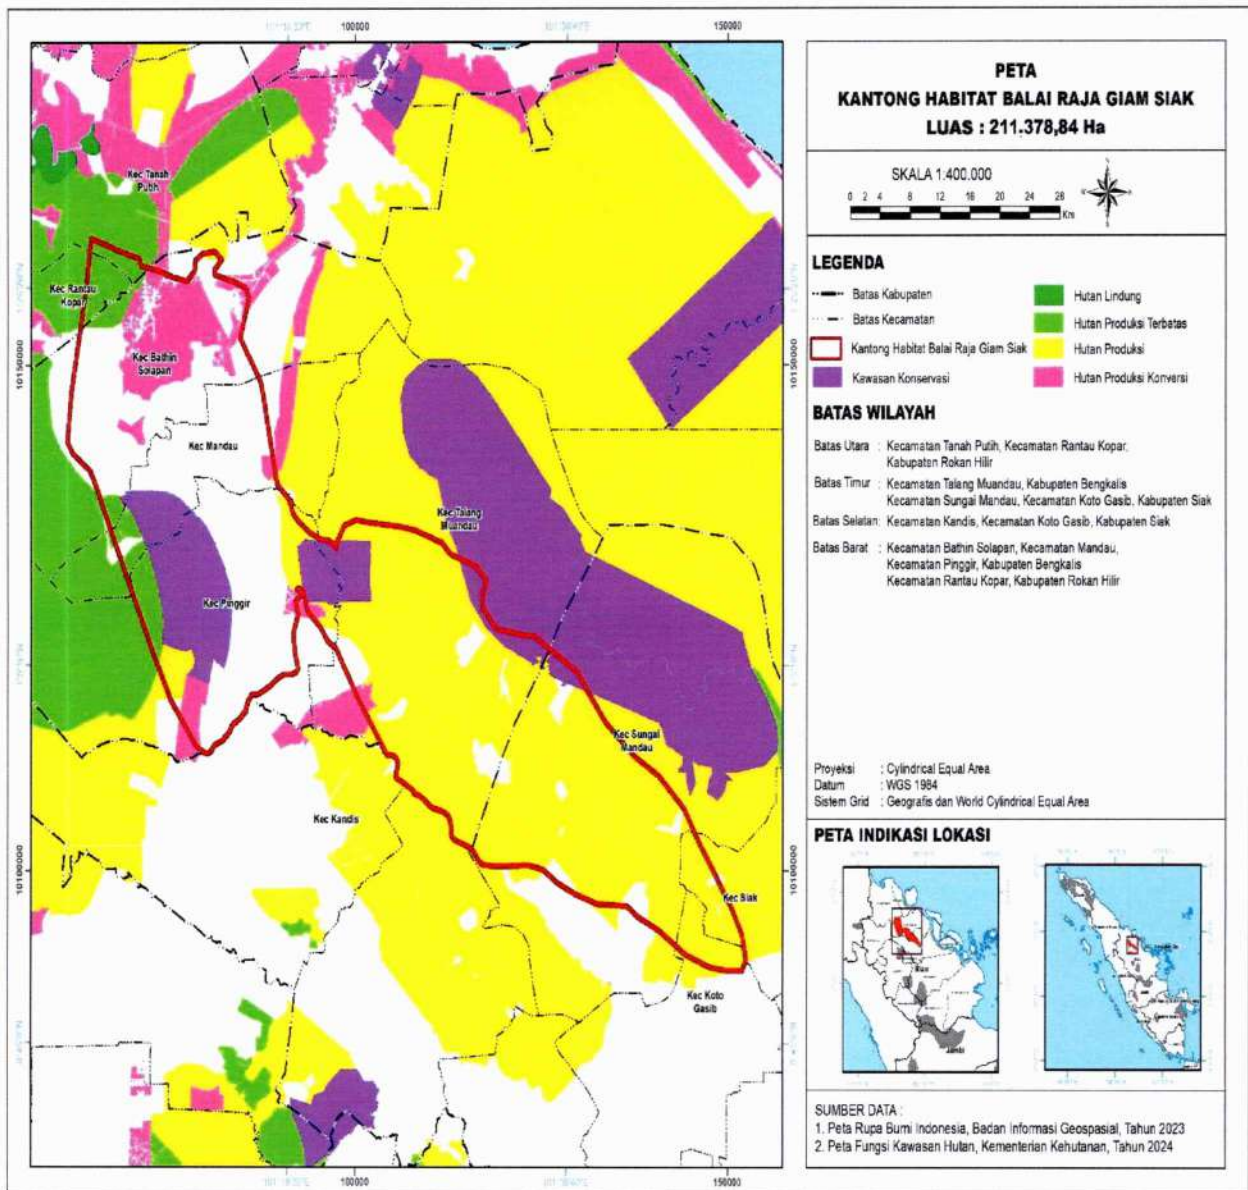 100000
150000
10150000
10100000
100000
150000
10150000
10100000
Kec Tanah
Putih
Kec Rantau
Kopar
Kec Bathin
Solapan
Kec Mandau
Kec Talang
Muandau
Kec Pinggir
Kec Sungai
Mandau
Kec Kandis
Kec Siak
Kec Koto
Gasib
PETA
KANTONG HABITAT BALAI RAJA GIAM SIAK
LUAS : 211.378,84 Ha
SKALA 1:400.000
0 2 4 8 12 16 20 24 28
Km
LEGENDA
Batas Kabupaten
Batas Kecamatan
Kantong Habitat Balai Raja Giam Siak
Kawasan Konservasi
Hutan Lindung
Hutan Produksi Terbatas
Hutan Produksi
Hutan Produksi Konversi
BATAS WILAYAH
Batas Utara : Kecamatan Tanah Putih, Kecamatan Rantau Kopar,
Kabupaten Rokan Hilir
Batas Timur : Kecamatan Talang Muandau, Kabupaten Bengkalis
Kecamatan Sungai Mandau, Kecamatan Koto Gasib, Kabupaten Siak
Batas Selatan: Kecamatan Kandis, Kecamatan Koto Gasib, Kabupaten Siak
Batas Barat : Kecamatan Bathin Solapan, Kecamatan Mandau,
Kecamatan Pinggir, Kabupaten Bengkalis
Kecamatan Rantau Kopar, Kabupaten Rokan Hilir
Proyeksi : Cylindrical Equal Area
Datum : WGS 1984
Sistem Grid : Geografis dan World Cylindrical Equal Area
PETA INDIKASI LOKASI
Riau
Jambi
SUMBER DATA :
1. Peta Rupa Bumi Indonesia, Badan Informasi Geospasial, Tahun 2023
2. Peta Fungsi Kawasan Hutan, Kementerian Kehutanan, Tahun 2024